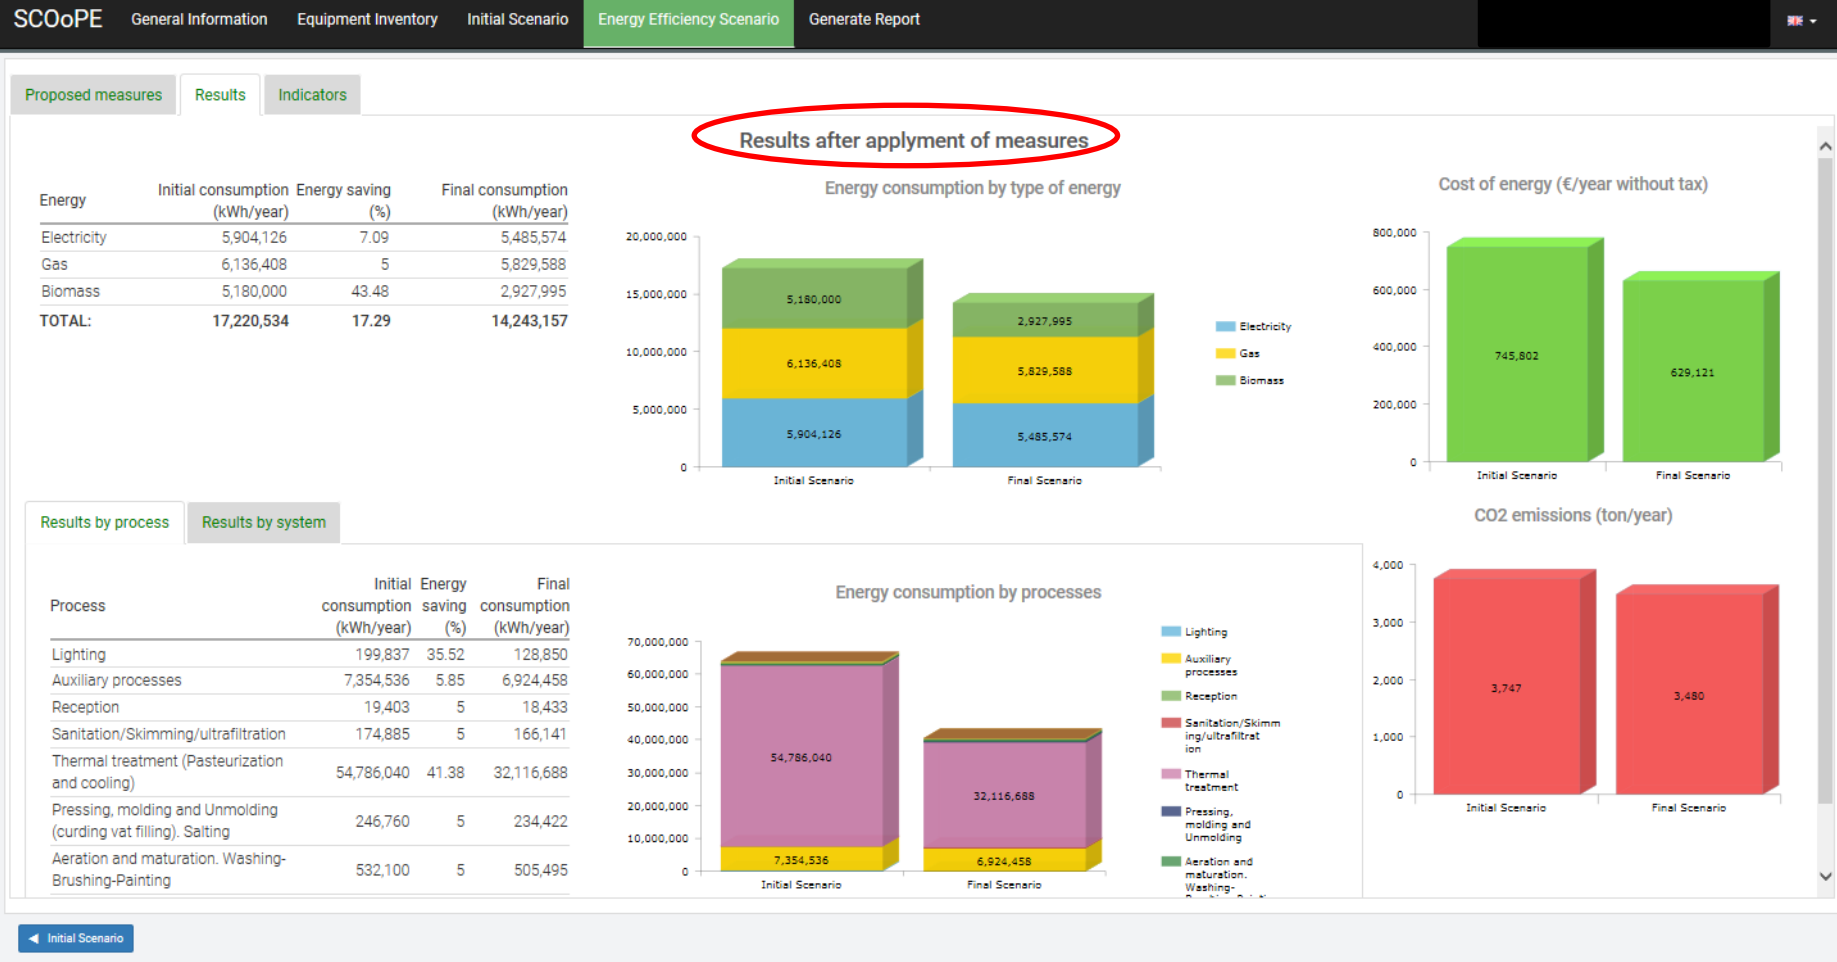 SCOoPE General Information Equipment Inventory Initial Scenario Energy Efficiency Scenario Generate Report
Proposed measures Results Indicators
Results after applyment of measures
Energy Initial consumption (kWh/year) Energy saving (%) Final consumption (kWh/year)
Electricity 5,904,126 7.09 5,485,574
Gas 6,136,408 5 5,829,588
Biomass 5,180,000 43.48 2,927,995
TOTAL: 17,220,534 17.29 14,243,157
Energy consumption by type of energy
20,000,000
15,000,000
10,000,000
5,000,000
0
5,180,000
6,136,408
5,904,126
2,927,995
5,829,588
5,485,574
Initial Scenario Final Scenario
Electricity
Gas
Biomass
Cost of energy (€/year without tax)
800,000
600,000
400,000
200,000
0
745,802
629,121
Initial Scenario Final Scenario
Results by process Results by system
Process Initial consumption (kWh/year) Energy saving (%) Final consumption (kWh/year)
Lighting 199,837 35.52 128,850
Auxiliary processes 7,354,536 5.85 6,924,458
Reception 19,403 5 18,433
Sanitation/Skimming/ultrafiltration 174,885 5 166,141
Thermal treatment (Pasteurization
and cooling) 54,786,040 41.38 32,116,688
Pressing, molding and Unmolding
(curding vat filling). Salting 246,760 5 234,422
Aeration and maturation. Washing-
Brushing-Painting 532,100 5 505,495
Energy consumption by processes
70,000,000
60,000,000
50,000,000
40,000,000
30,000,000
20,000,000
10,000,000
0
54,786,040
7,354,536
32,116,688
6,924,458
Initial Scenario Final Scenario
Lighting
Auxiliary
processes
Reception
Sanitation/Skimm
ing/ultrafiltrat
ion
Thermal
treatment
Pressing,
molding and
Unmolding
Aeration and
maturation.
Washing-
CO2 emissions (ton/year)
4,000
3,000
2,000
1,000
0
3,747
3,480
Initial Scenario Final Scenario
Initial Scenario